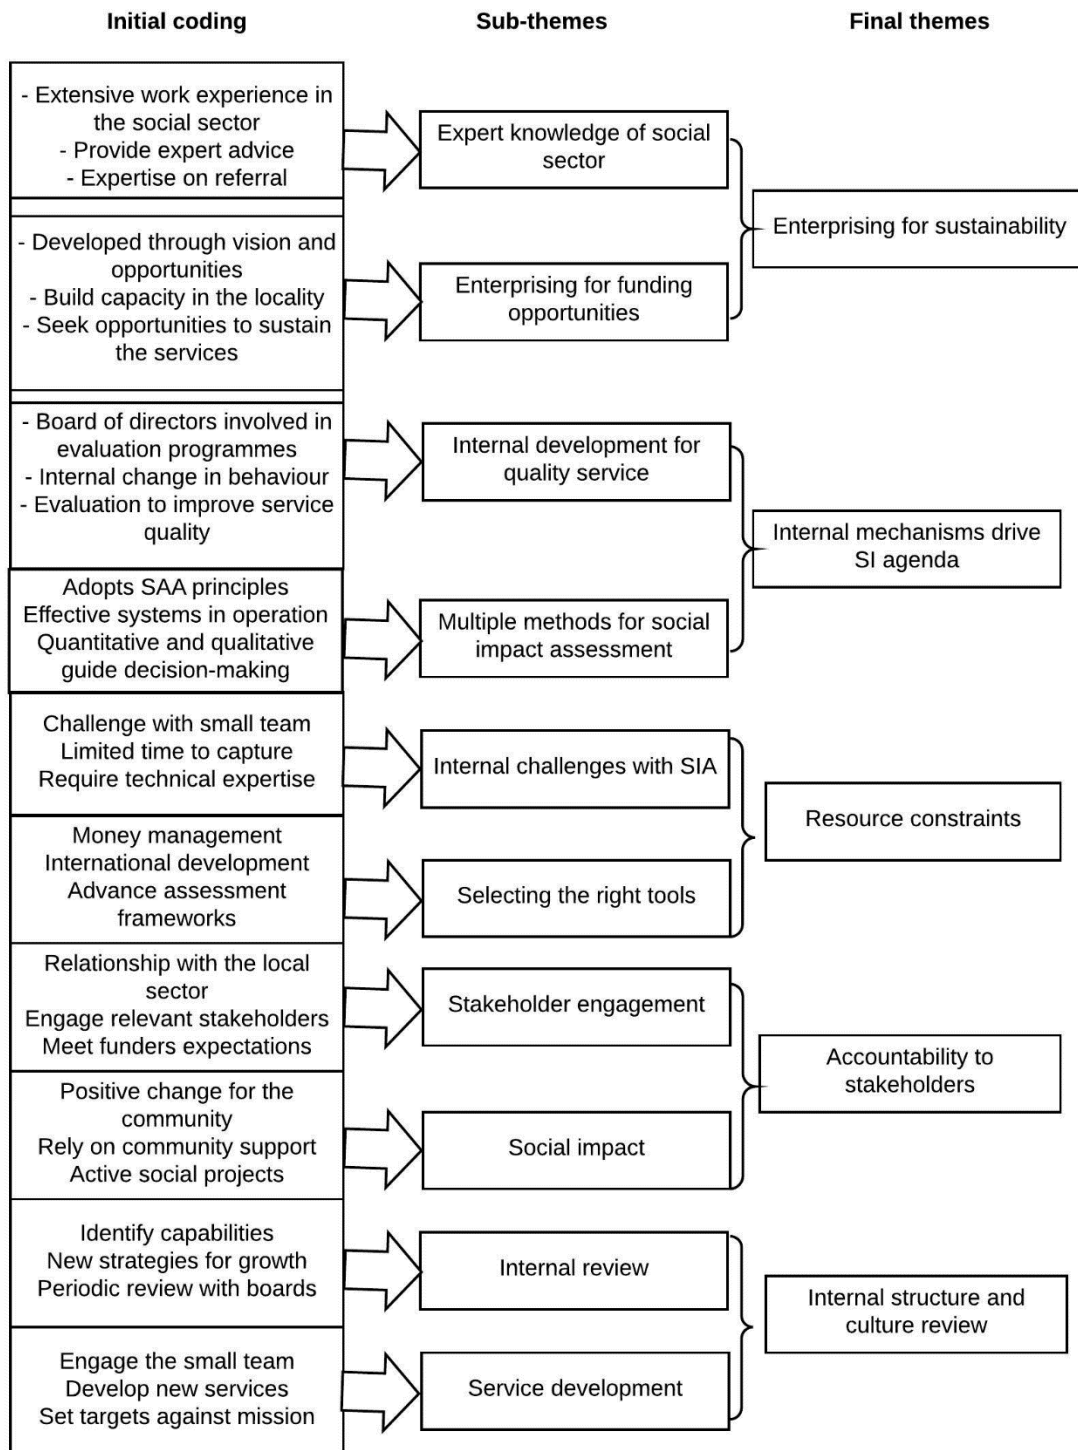 Initial coding
Sub-themes
Final themes
- Extensive work experience in
the social sector
- Provide expert advice
- Expertise on referral
Expert knowledge of social
sector
Enterprising for sustainability
- Developed through vision and
opportunities
- Build capacity in the locality
- Seek opportunities to sustain
the services
Enterprising for funding
opportunities
- Board of directors involved in
evaluation programmes
- Internal change in behaviour
- Evaluation to improve service
quality
Internal development for
quality service
Internal mechanisms drive
SI agenda
Adopts SAA principles
Effective systems in operation
Quantitative and qualitative
guide decision-making
Multiple methods for social
impact assessment
Challenge with small team
Limited time to capture
Require technical expertise
Internal challenges with SIA
Resource constraints
Money management
International development
Advance assessment
frameworks
Selecting the right tools
Relationship with the local
sector
Engage relevant stakeholders
Meet funders expectations
Stakeholder engagement
Accountability to
stakeholders
Positive change for the
community
Rely on community support
Active social projects
Social impact
Identify capabilities
New strategies for growth
Periodic review with boards
Internal review
Internal structure and
culture review
Engage the small team
Develop new services
Set targets against mission
Service development